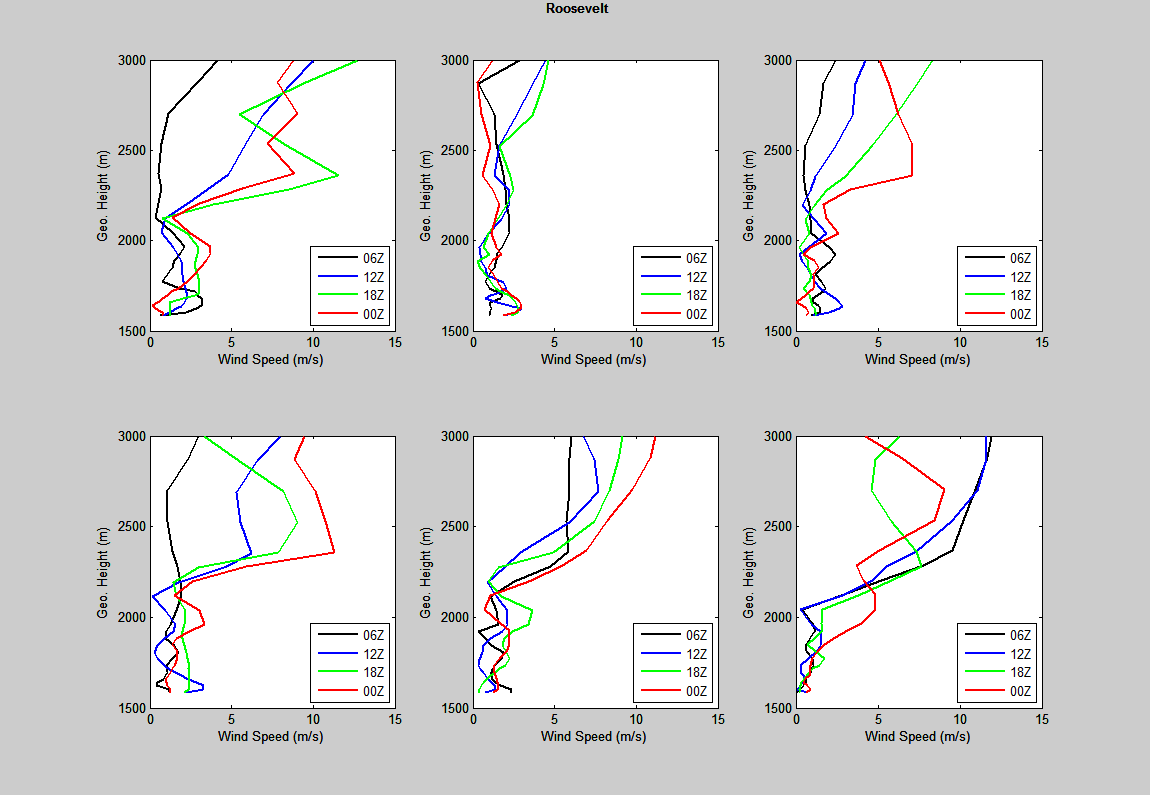 Roosevelt
3000
2500
2000
1500
Geo. Height (m)
06Z
12Z
18Z
00Z
0 5 10 15
Wind Speed (m/s)
3000
2500
2000
1500
Geo. Height (m)
06Z
12Z
18Z
00Z
0 5 10 15
Wind Speed (m/s)
3000
2500
2000
1500
Geo. Height (m)
06Z
12Z
18Z
00Z
0 5 10 15
Wind Speed (m/s)
3000
2500
2000
1500
Geo. Height (m)
06Z
12Z
18Z
00Z
0 5 10 15
Wind Speed (m/s)
3000
2500
2000
1500
Geo. Height (m)
06Z
12Z
18Z
00Z
0 5 10 15
Wind Speed (m/s)
3000
2500
2000
1500
Geo. Height (m)
06Z
12Z
18Z
00Z
0 5 10 15
Wind Speed (m/s)